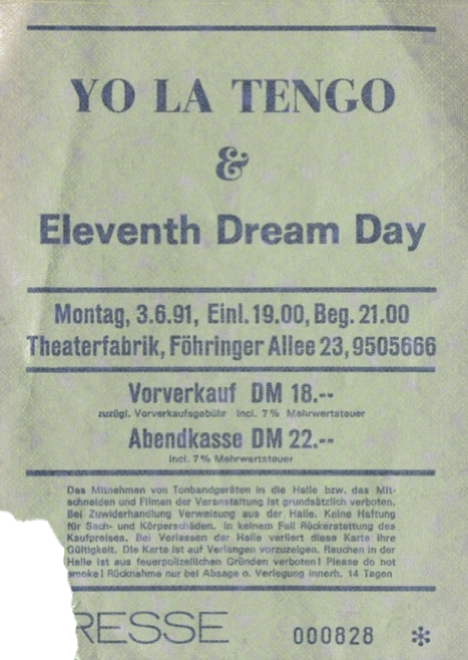 YO LA TENGO
&
Eleventh Dream Day
Montag, 3.6.91, Einl. 19.00, Beg. 21.00
Theaterfabrik, Föhringer Allee 23, 9505666
Vorverkauf DM 18.--
zuzügl. Vorverkaufsgebühr incl. 7% Mehrwertsteuer
Abendkasse DM 22.--
incl. 7% Mehrwertsteuer
Das Mitnehmen von Tonbandgeräten in die Halle bzw. das Mit-
schneiden und Filmen der Veranstaltung ist grundsätzlich verboten.
Bei Zuwiderhandlung Verweisung aus der Halle. Keine Haftung
für Sach- und Körperschäden. In keinem Fall Rückerstattung des
Kaufpreises. Bei Verlassen der Halle verliert diese Karte ihre
Gültigkeit. Die Karte ist auf Verlangen vorzuzeigen. Rauchen in der
Halle ist aus feuerpolizeilichen Gründen verboten! Please do not
smoke! Rücknahme nur bei Absage o. Verlegung innerh. 14 Tagen
RESSE 000828 *